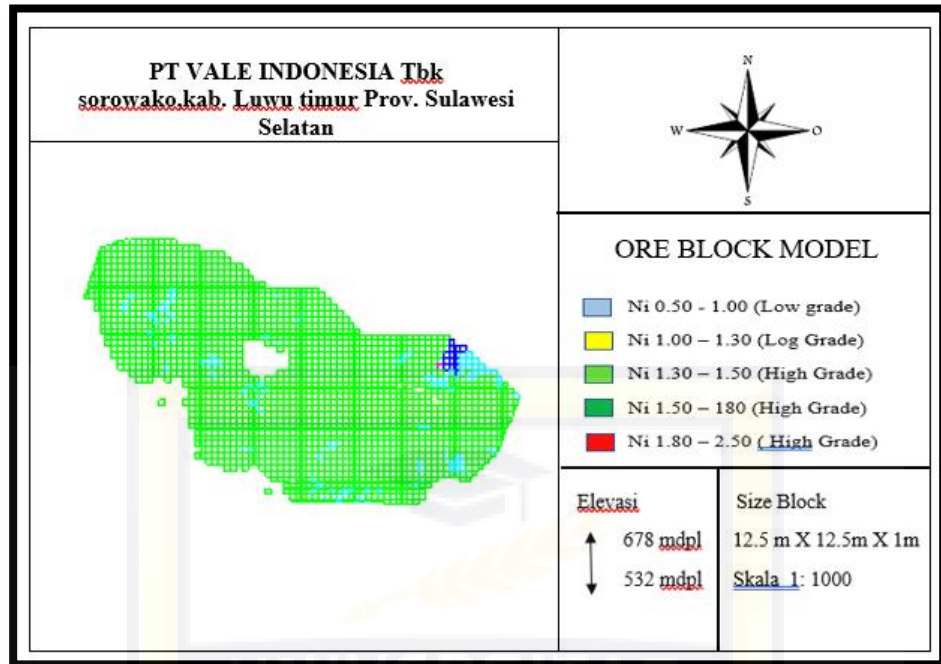 PT VALE INDONESIA Tbk
sorowako,kab. Luwu timur Prov. Sulawesi
Selatan
N
W
O
S
ORE BLOCK MODEL
Ni 0.50 - 1.00 (Low grade)
Ni 1.00 – 1.30 (Log Grade)
Ni 1.30 – 1.50 (High Grade)
Ni 1.50 – 180 (High Grade)
Ni 1.80 – 2.50 ( High Grade)
Elevasi
678 mdpl
532 mdpl
Size Block
12.5 m X 12.5m X 1m
Skala 1: 1000